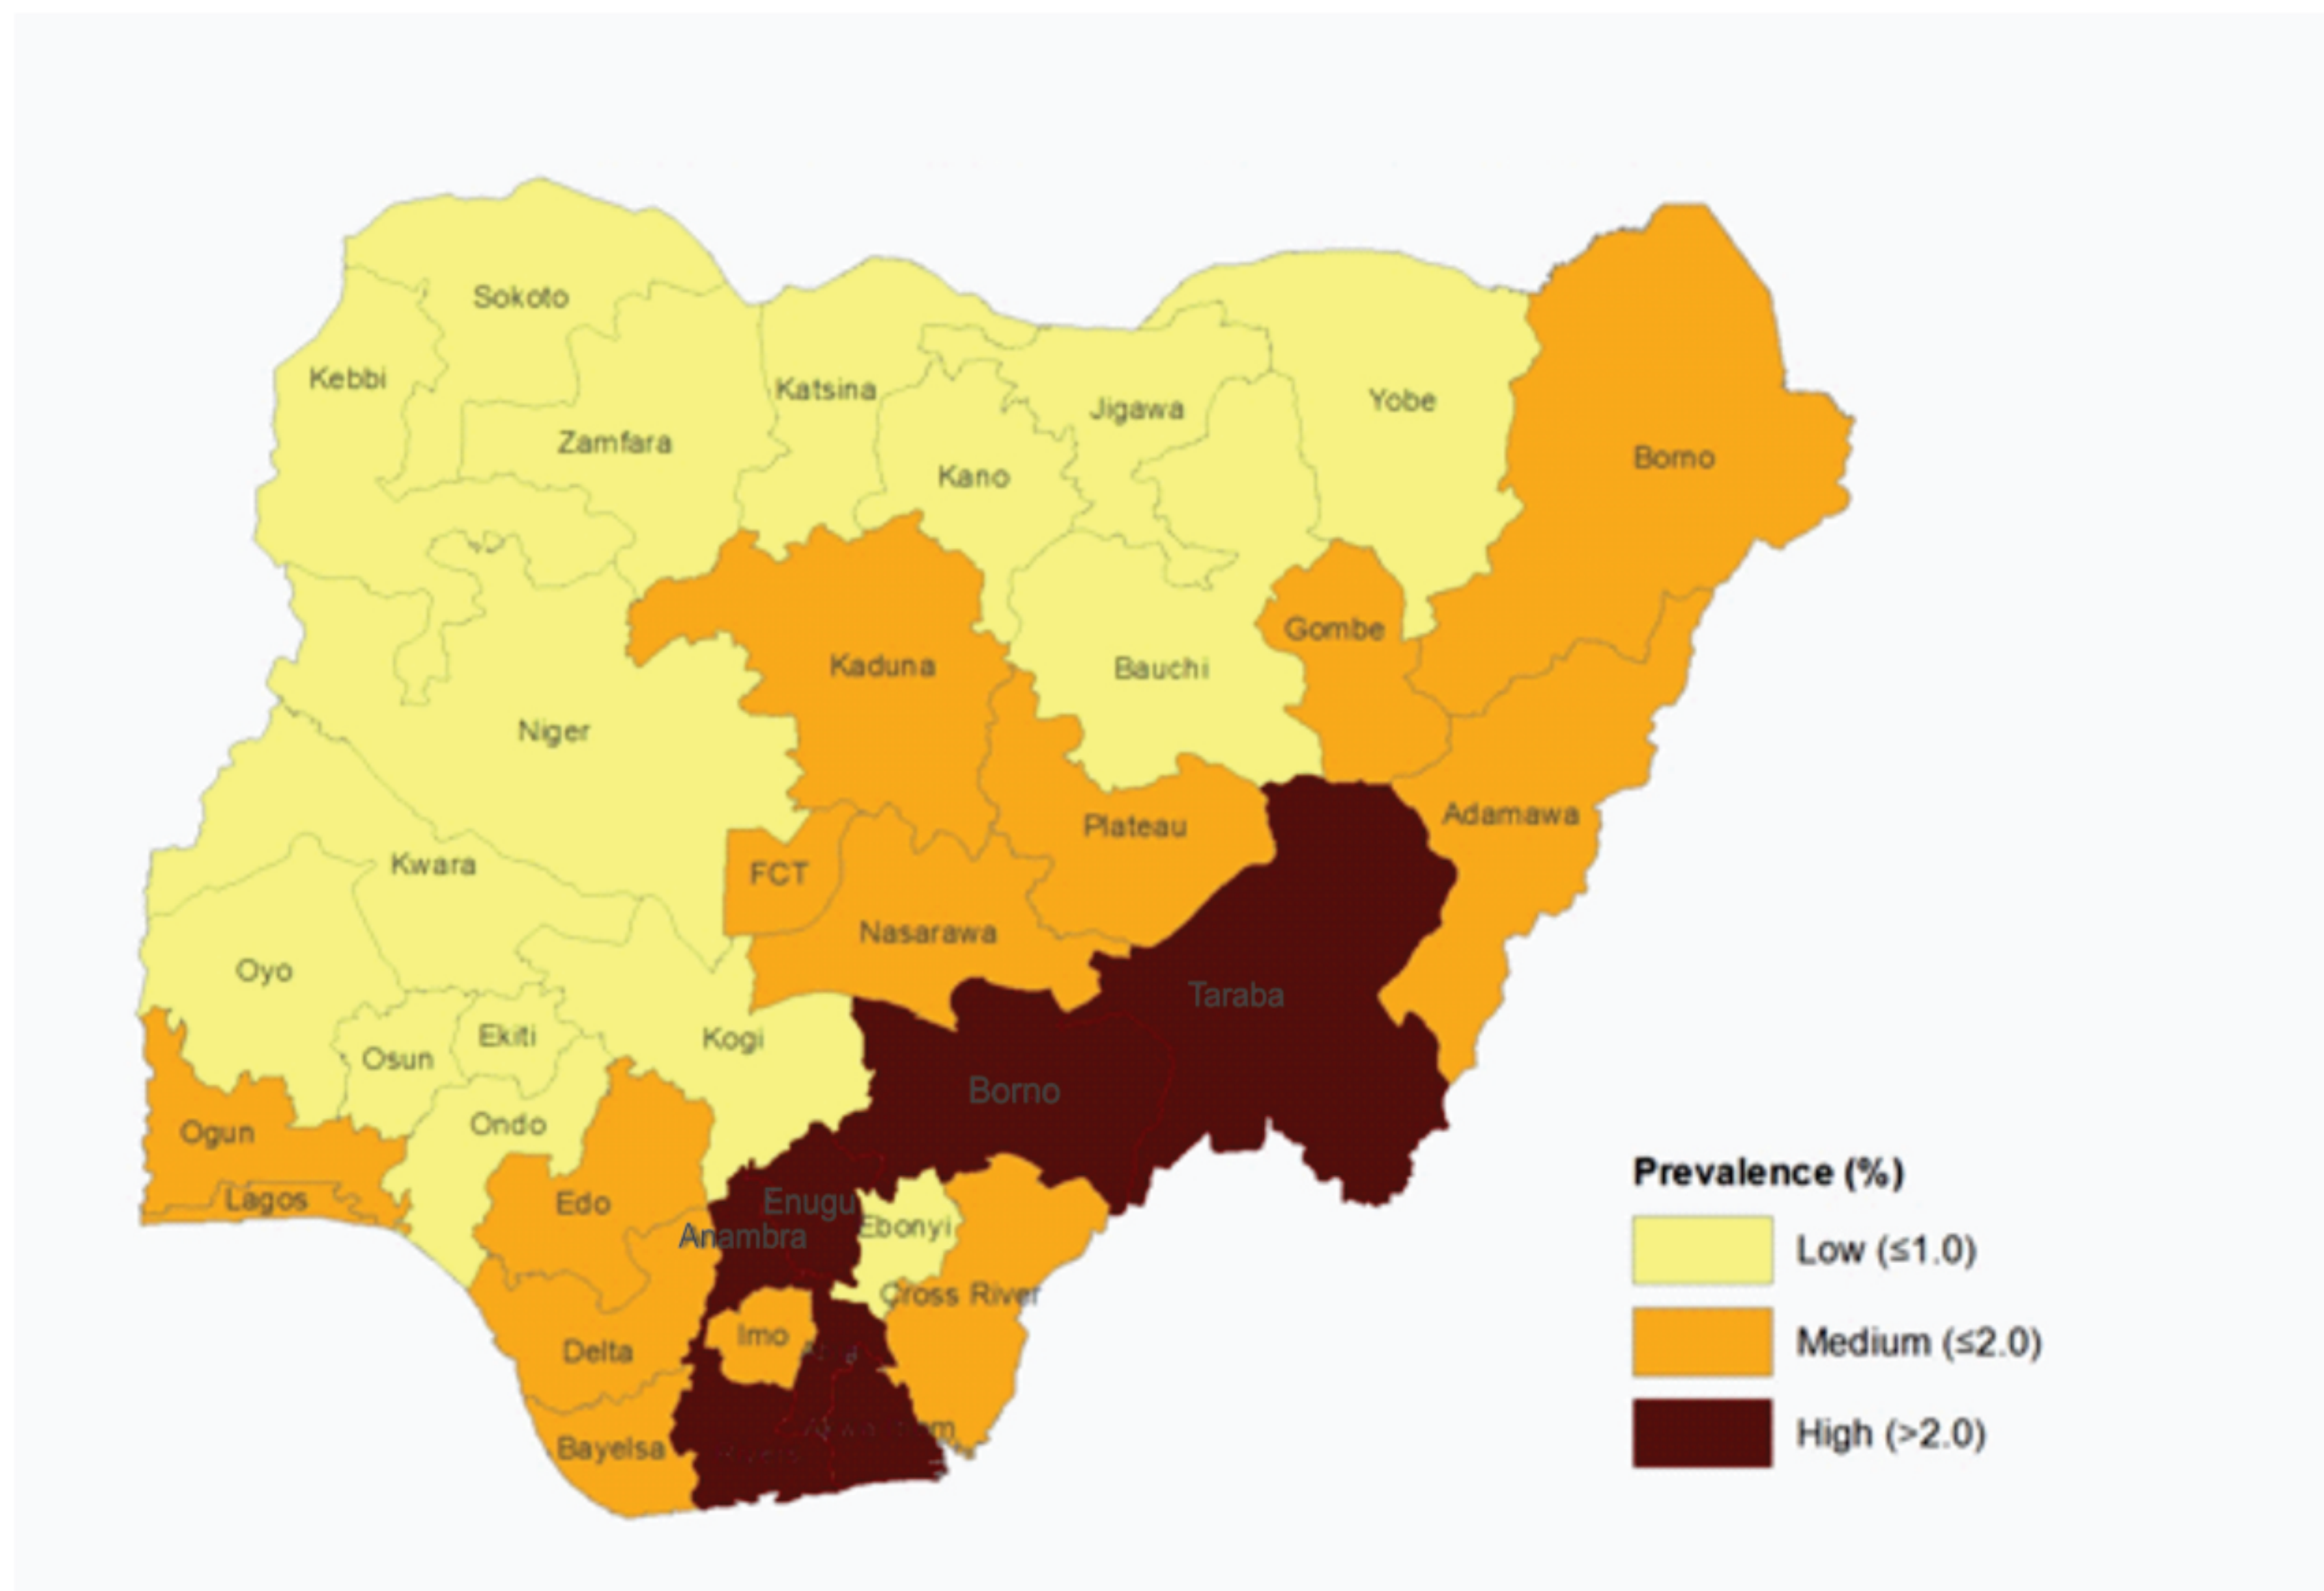 Sokoto
Kebbi
Katsina
Yobe
Jigawa
Zamfara
Borno
Kano
Gombe
Kaduna
Bauchi
Niger
Adamawa
Plateau
Kwara
FCT
Nasarawa
Oyo
Taraba
Ekiti
Kogi
Osun
Borno
Ondo
Ogun
Lagos
Edo
Enugu
Ebonyi
Anambra
Cross River
Imo
Delta
Bayelsa
Prevalence (%)
Low (≤1.0)
Medium (≤2.0)
High (>2.0)